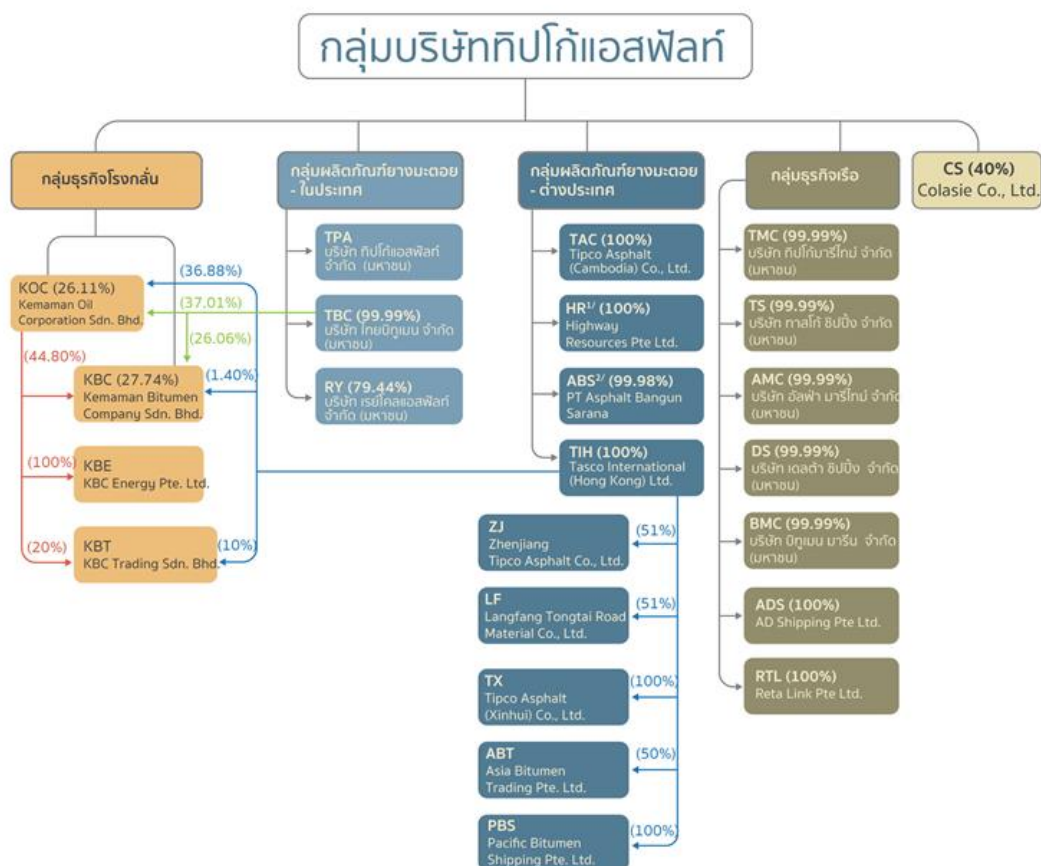 กลุ่มบริษัททิปโก้แอสฟัลท์
กลุ่มธุรกิจโรงกลั่น
KOC (26.11%)
Kemaman Oil
Corporation Sdn. Bhd.
(36.88%)
(37.01%)
(26.06%)
(44.80%)
KBC (27.74%)
Kemaman Bitumen
Company Sdn. Bhd.
(1.40%)
(100%)
KBE
KBC Energy Pte. Ltd.
(20%)
KBT
KBC Trading Sdn. Bhd.
(10%)
กลุ่มผลิตภัณฑ์ยางมะตอย
- ในประเทศ
TPA
บริษัท ทิปโก้แอสฟัลท์
จำกัด (มหาชน)
TBC (99.99%)
บริษัท ไทยบิทูเมน จำกัด
(มหาชน)
RY (79.44%)
บริษัท เรย์โคลแอสฟัลท์
จำกัด (มหาชน)
กลุ่มผลิตภัณฑ์ยางมะตอย
- ต่างประเทศ
TAC (100%)
Tipco Asphalt
(Cambodia) Co., Ltd.
HR1/ (100%)
Highway
Resources Pte Ltd.
ABS2/ (99.98%)
PT Asphalt Bangun
Sarana
TIH (100%)
Tasco International
(Hong Kong) Ltd.
ZJ
Zhenjiang
Tipco Asphalt Co., Ltd.
(51%)
LF
Langfang Tongtai Road
Material Co., Ltd.
(51%)
TX
Tipco Asphalt
(Xinhui) Co., Ltd.
(100%)
ABT
Asia Bitumen
Trading Pte. Ltd.
(50%)
PBS
Pacific Bitumen
Shipping Pte. Ltd.
(100%)
กลุ่มธุรกิจเรือ
TMC (99.99%)
บริษัท ทิปโก้มารีไทม์ จำกัด
(มหาชน)
TS (99.99%)
บริษัท ทาสโก้ ชิปปิ้ง จำกัด
(มหาชน)
AMC (99.99%)
บริษัท อัลฟ่า มารีไทม์ จำกัด
(มหาชน)
DS (99.99%)
บริษัท เดลต้า ชิปปิ้ง จำกัด
(มหาชน)
BMC (99.99%)
บริษัท บิทูเมน มารีน จำกัด
(มหาชน)
ADS (100%)
AD Shipping Pte Ltd.
RTL (100%)
Reta Link Pte Ltd.
CS (40%)
Colasie Co., Ltd.